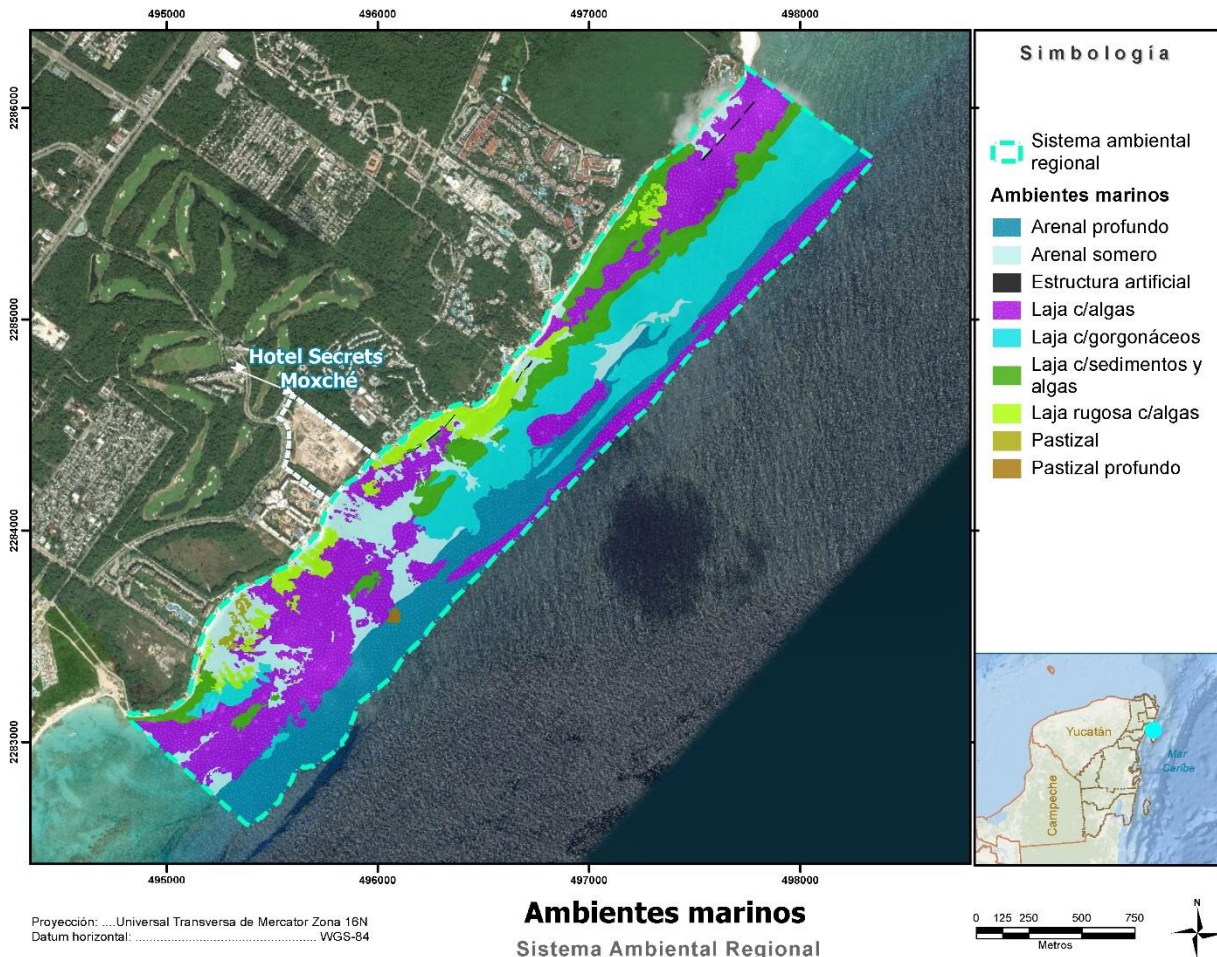 495000
496000
497000
498000
2286000
2285000
2284000
2283000
Hotel Secrets
Moxché
495000
496000
497000
498000
Simbología
Sistema ambiental
regional
Ambientes marinos
Arenal profundo
Arenal somero
Estructura artificial
Laja c/algas
Laja c/gorgonáceos
Laja c/sedimentos y
algas
Laja rugosa c/algas
Pastizal
Pastizal profundo
Yucatán
Campeche
Mar
Caribe
Proyección: ....Universal Transversa de Mercator Zona 16N
Datum horizontal: .................................................... WGS-84
Ambientes marinos
Sistema Ambiental Regional
0 125 250 500 750
Metros
N